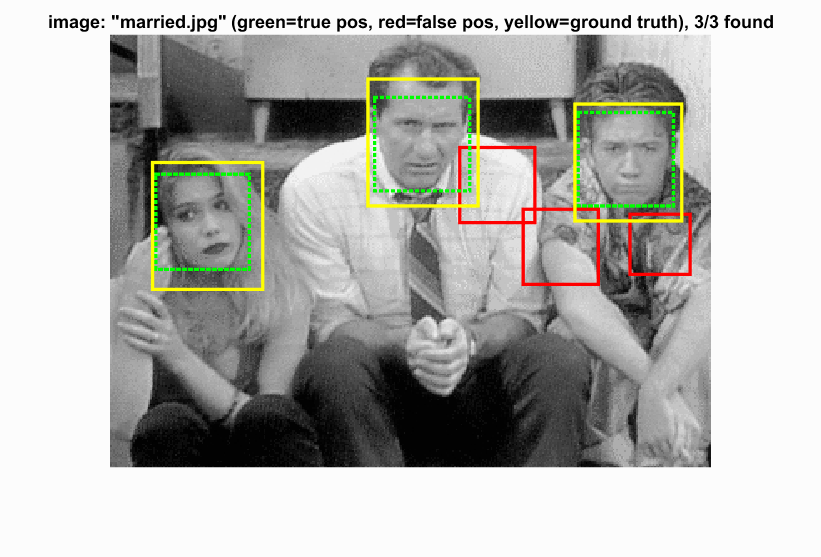 image: "married.jpg" (green=true pos, red=false pos, yellow=ground truth), 3/3 found